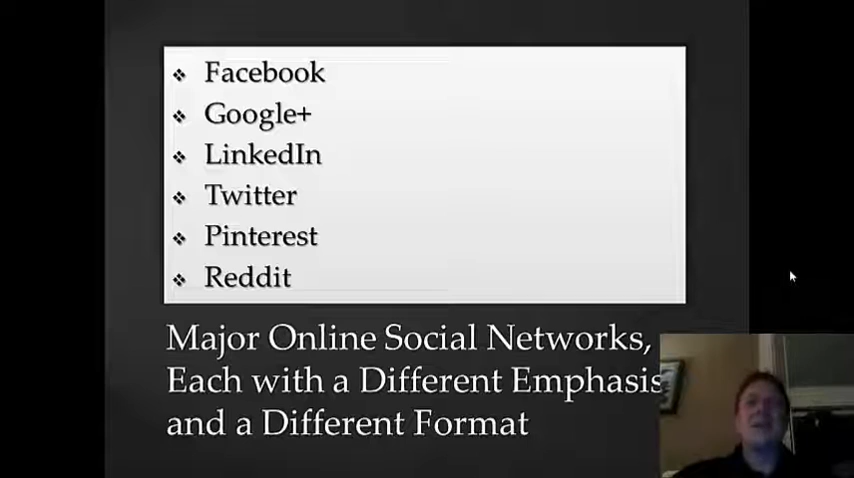 Facebook
Google+
LinkedIn
Twitter
Pinterest
Reddit
Major Online Social Networks,
Each with a Different Emphasis
and a Different Format